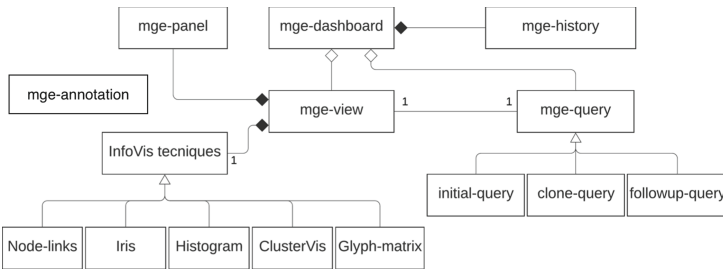 mge-panel
mge-dashboard
mge-history
mge-annotation
mge-view
1
1
mge-query
InfoVis tecniques
1
initial-query
clone-query
followup-query
Node-links
Iris
Histogram
ClusterVis
Glyph-matrix